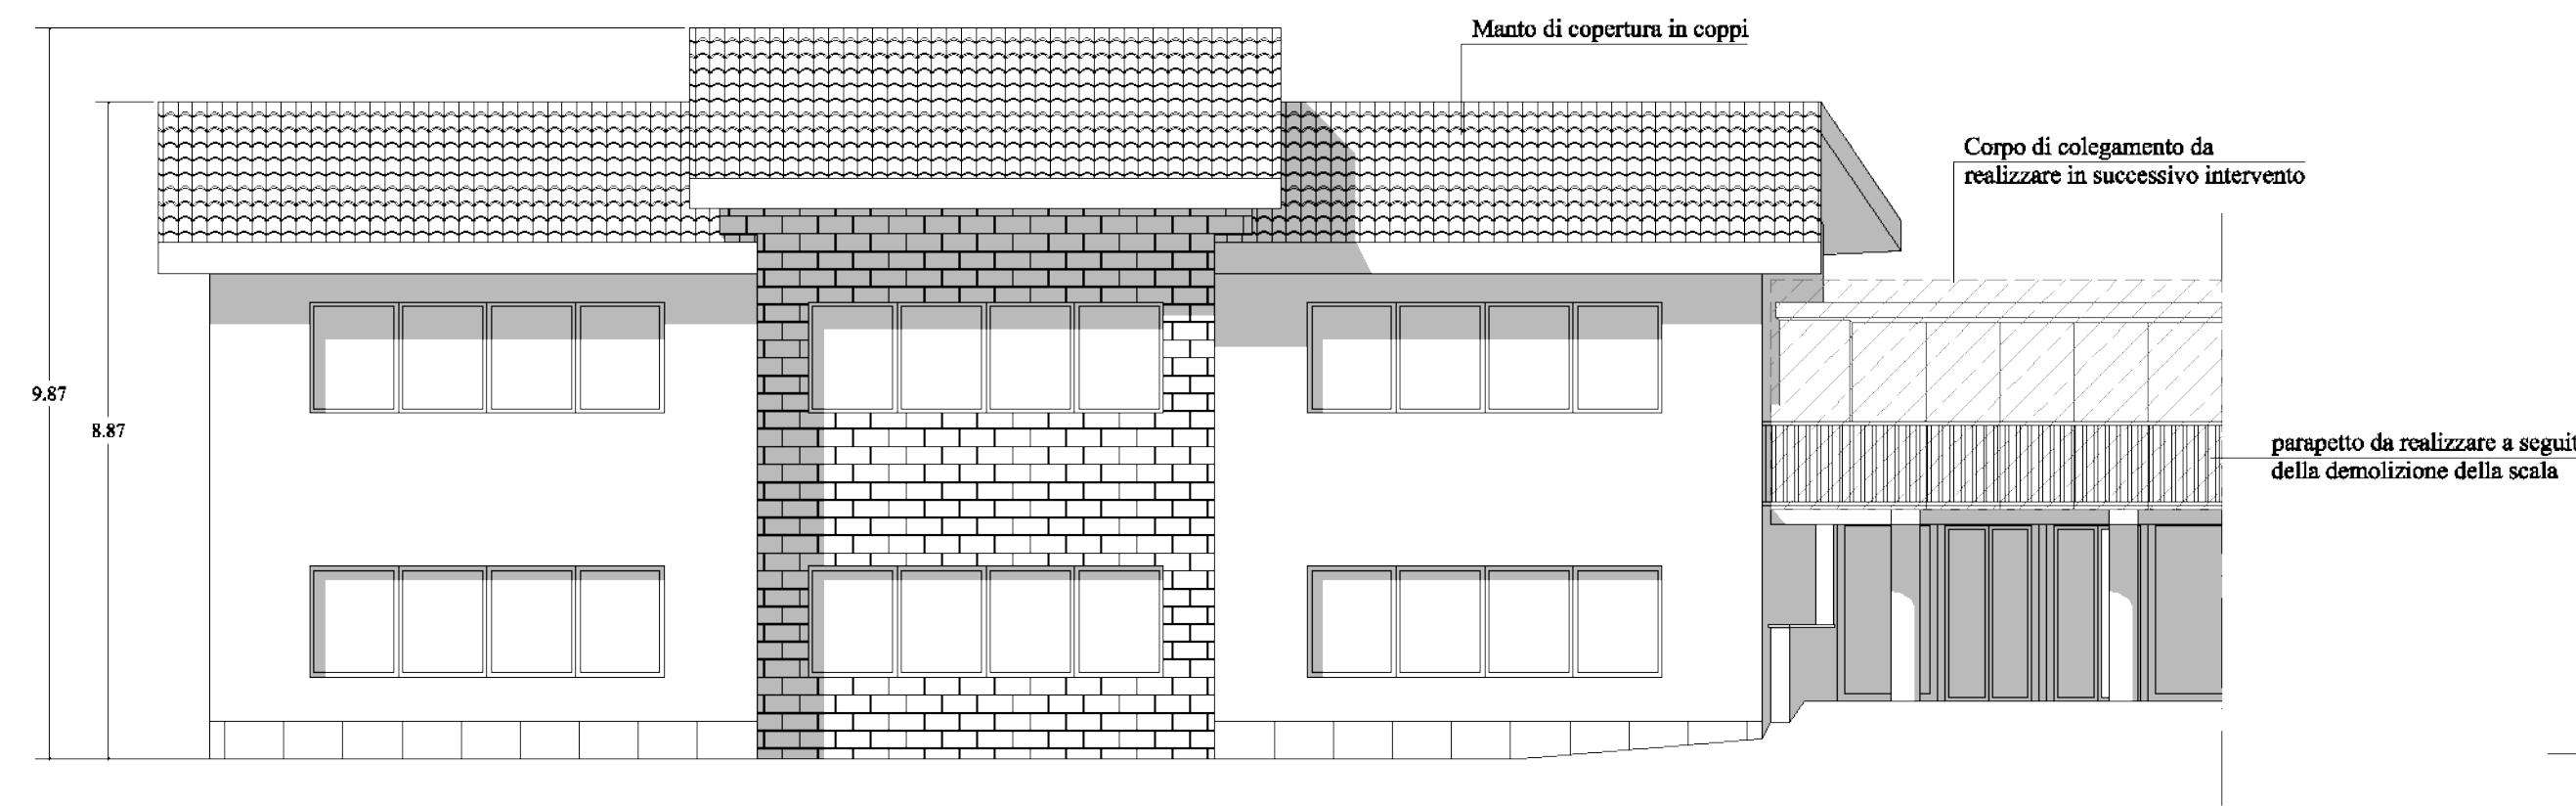 Manto di copertura in coppi
Corpo di colegamento da
realizzare in successivo intervento
9.87
8.87
parapetto da realizzare a seguit
della demolizione della scala